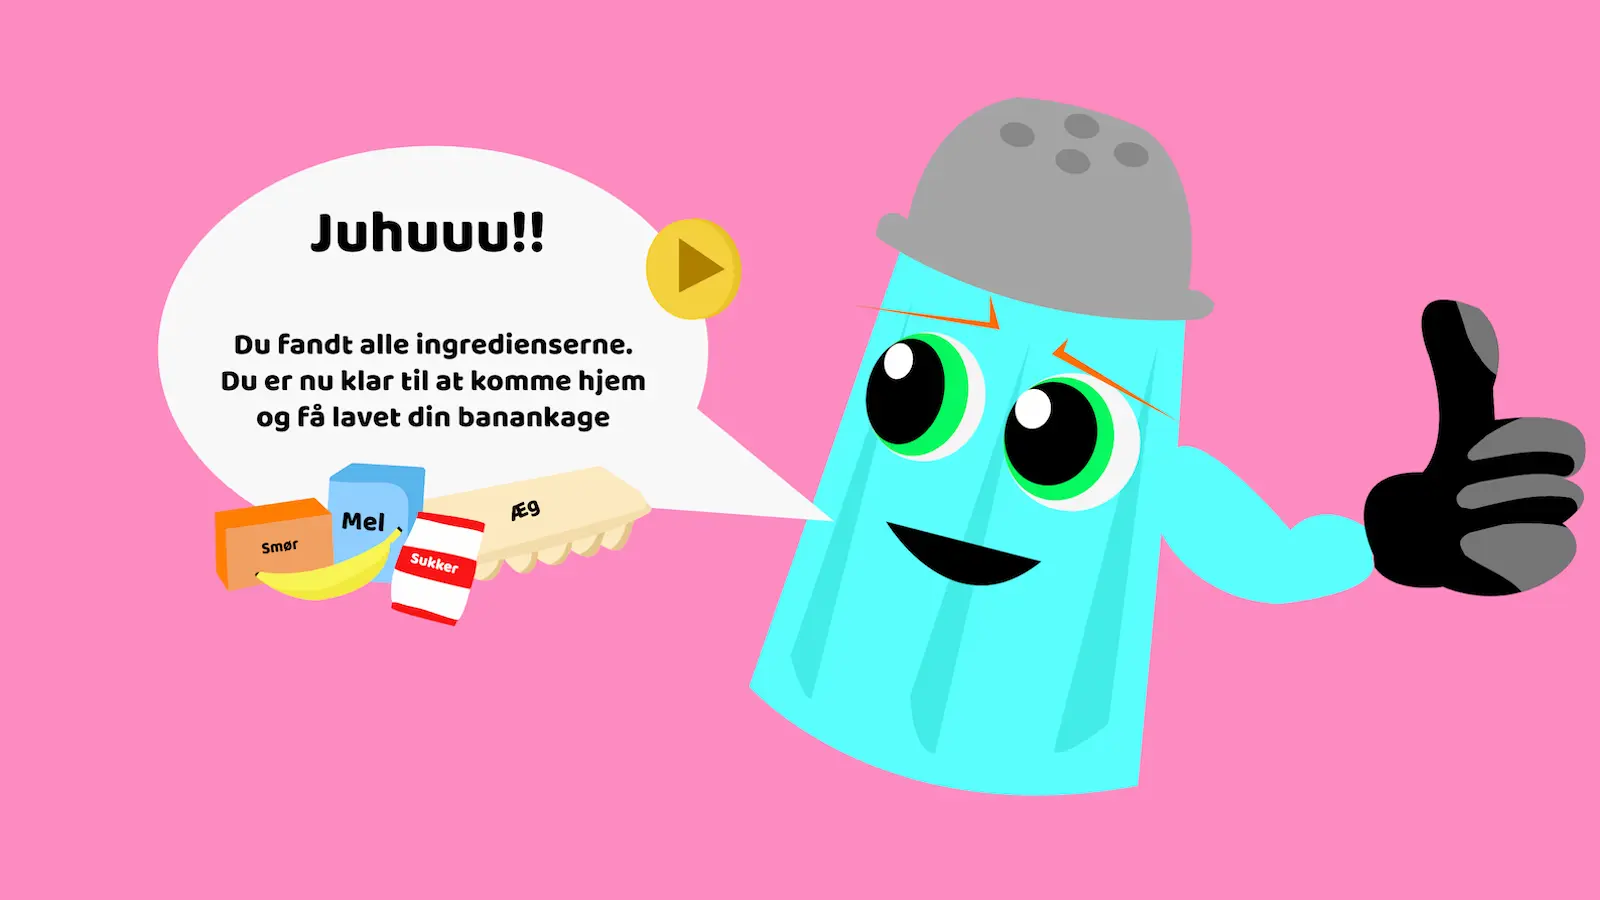 Juhuuu!!
Du fandt alle ingredienserne.
Du er nu klar til at komme hjem
og få lavet din banankage
Smør
Mel
Sukker
Æg